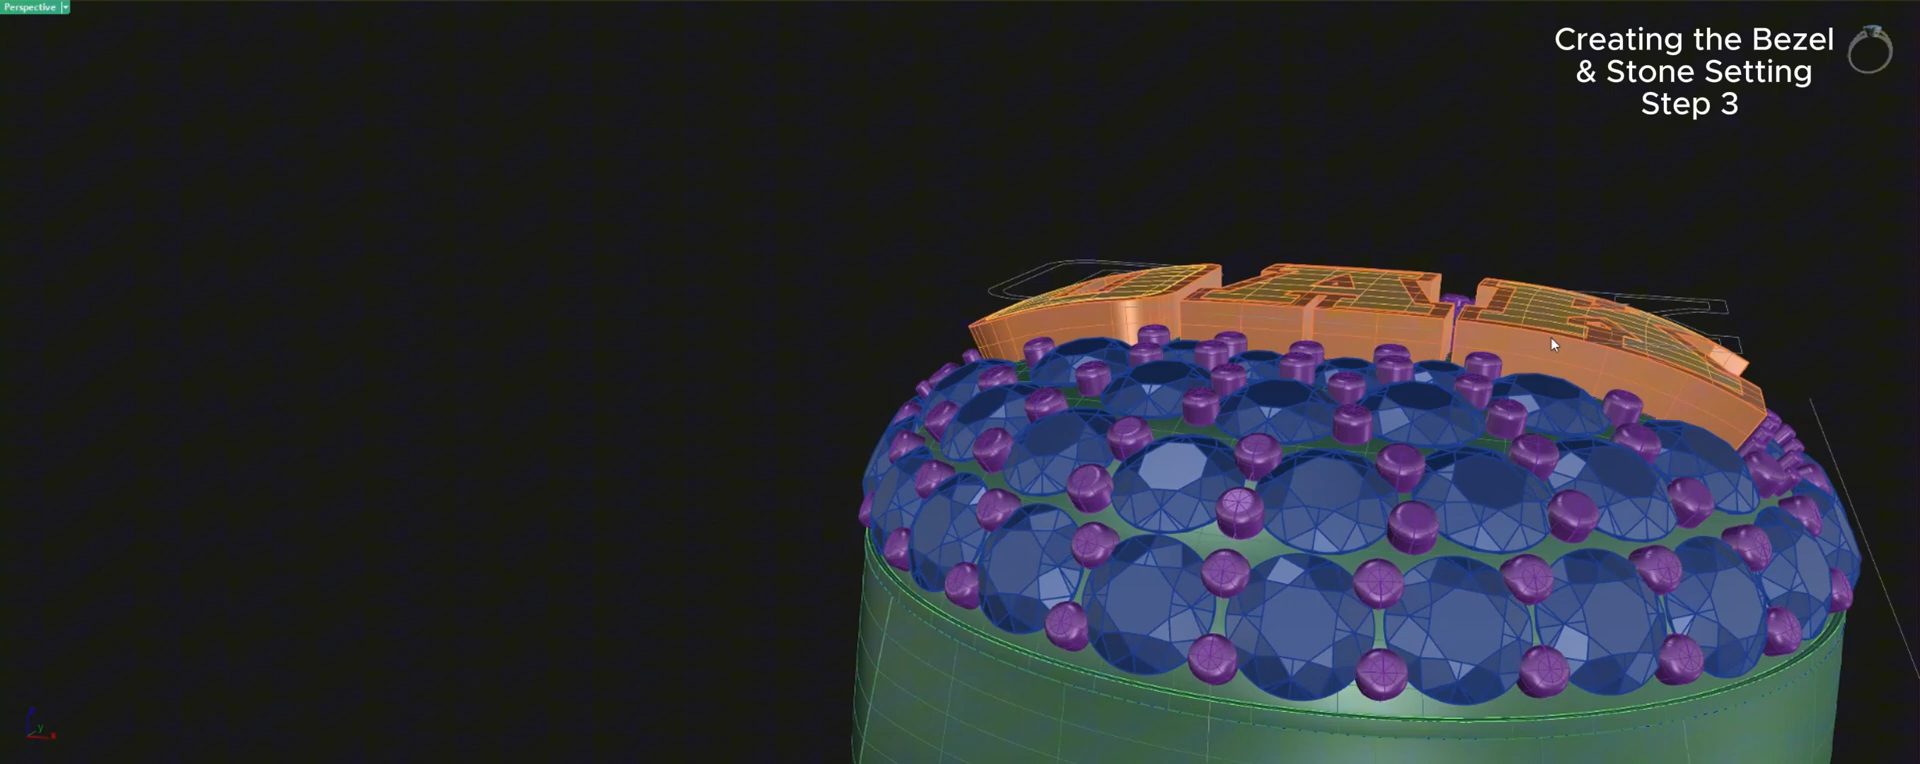 Perspective
Creating the Bezel
& Stone Setting
Step 3
y
x